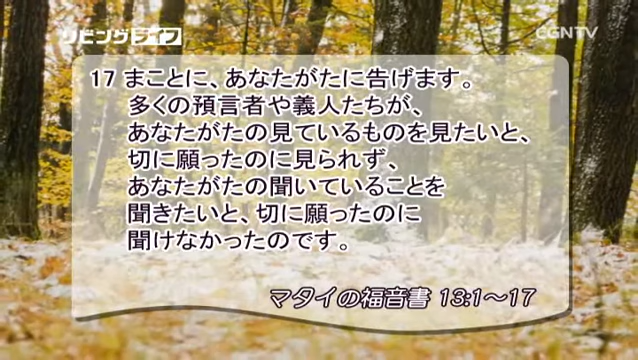 リビングライフ
CGNTV
17 まことに、あなたがたに告げます。
多くの預言者や義人たちが、
あなたがたの見ているものを見たいと、
切に願ったのに見られず、
あなたがたの聞いていることを
聞きたいと、切に願ったのに
聞けなかったのです。
マタイの福音書 13:1～17